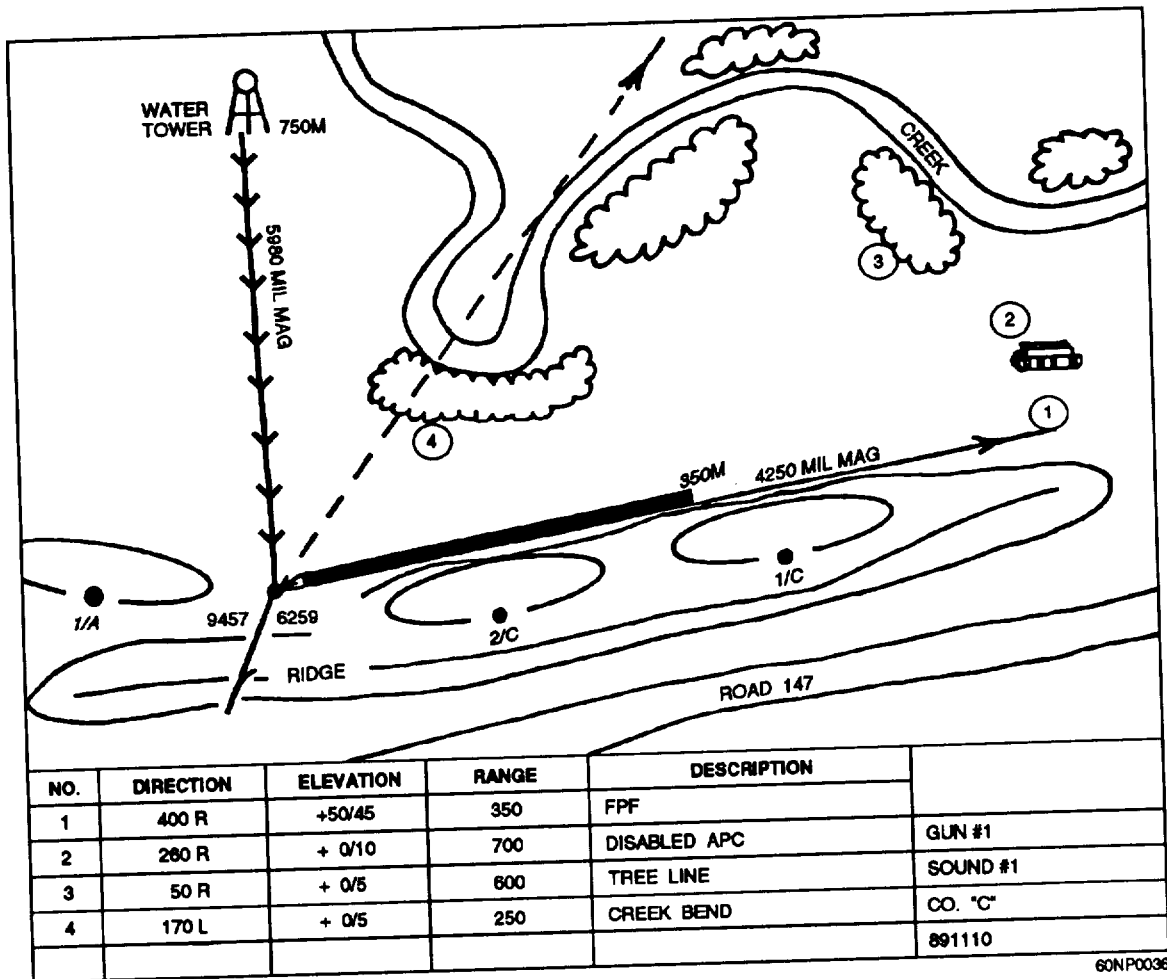 WATER
TOWER
750M
5980 MIL MAG
CREEK
3
2
1
4
350M
4250 MIL MAG
1/A
9457 6259
2/C
1/C
RIDGE
ROAD 147
NO. DIRECTION ELEVATION RANGE DESCRIPTION
1 400 R +50/45 350 FPF
2 260 R + 0/10 700 DISABLED APC GUN #1
3 50 R + 0/5 600 TREE LINE SOUND #1
4 170 L + 0/5 250 CREEK BEND CO. "C"
891110
60NP0036